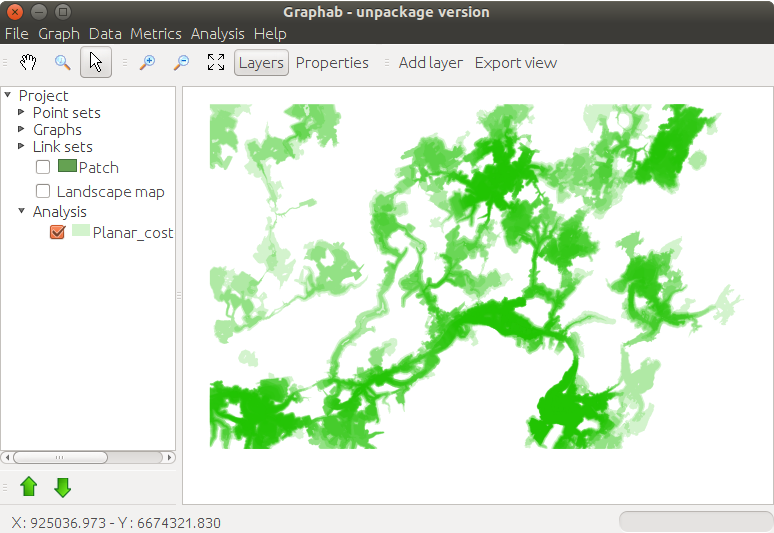 Graphab - unpackage version
File Graph Data Metrics Analysis Help
Layers Properties Add layer Export view
Project
Point sets
Graphs
Link sets
Patch
Landscape map
Analysis
Planar_cost
X : 925036.973 - Y : 6674321.830